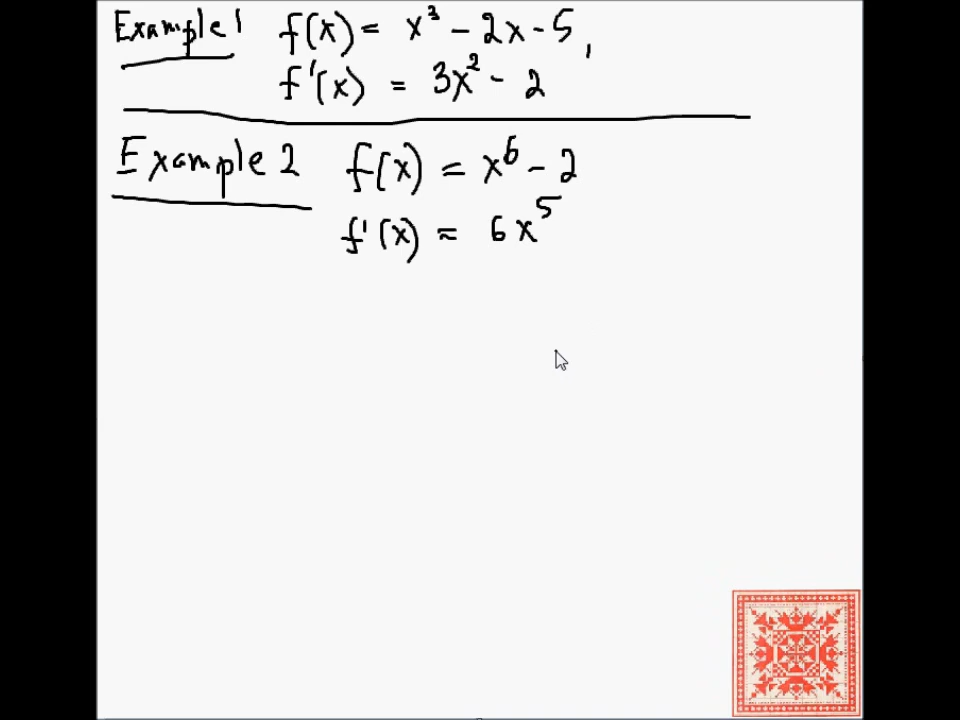 Example 1 f(x) = x³ - 2x - 5,
f'(x) = 3x² - 2
Example 2 f(x) = x⁶ - 2
f'(x) = 6x⁵